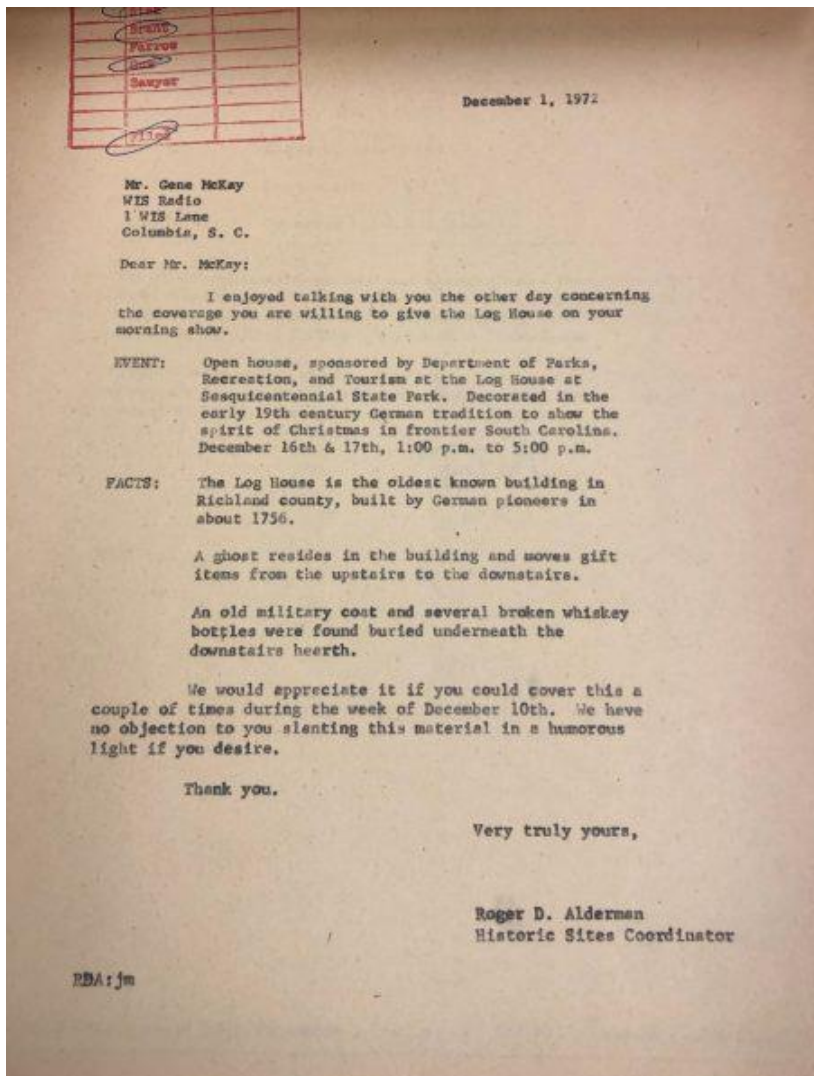 Brant
Farrow
Sawyer
Filed
December 1, 1972
Mr. Gene McKay
WIS Radio
1 WIS Lane
Columbia, S. C.
Dear Mr. McKay:
I enjoyed talking with you the other day concerning
the coverage you are willing to give the Log House on your
morning show.
EVENT: Open house, sponsored by Department of Parks,
Recreation, and Tourism at the Log House at
Sesquicentennial State Park. Decorated in the
early 19th century German tradition to show the
spirit of Christmas in frontier South Carolina.
December 16th & 17th, 1:00 p.m. to 5:00 p.m.
FACTS: The Log House is the oldest known building in
Richland county, built by German pioneers in
about 1756.
A ghost resides in the building and moves gift
items from the upstairs to the downstairs.
An old military coat and several broken whiskey
bottles were found buried underneath the
downstairs hearth.
We would appreciate it if you could cover this a
couple of times during the week of December 10th. We have
no objection to you slanting this material in a humorous
light if you desire.
Thank you.
Very truly yours,
Roger D. Alderman
Historic Sites Coordinator
RDA:jm